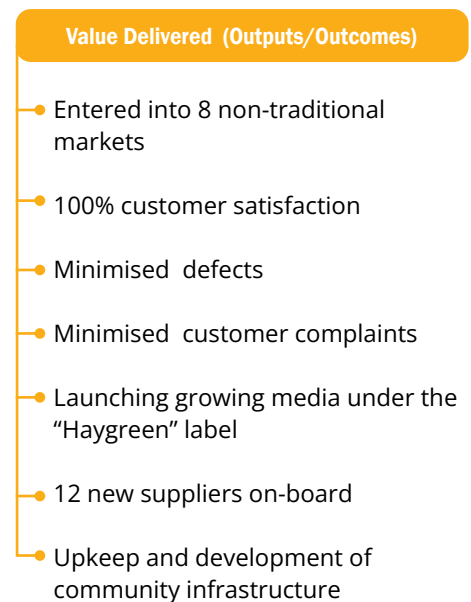 Value Delivered (Outputs/Outcomes)
Entered into 8 non-traditional
markets
100% customer satisfaction
Minimised defects
Minimised customer complaints
Launching growing media under the
“Haygreen” label
12 new suppliers on-board
Upkeep and development of
community infrastructure